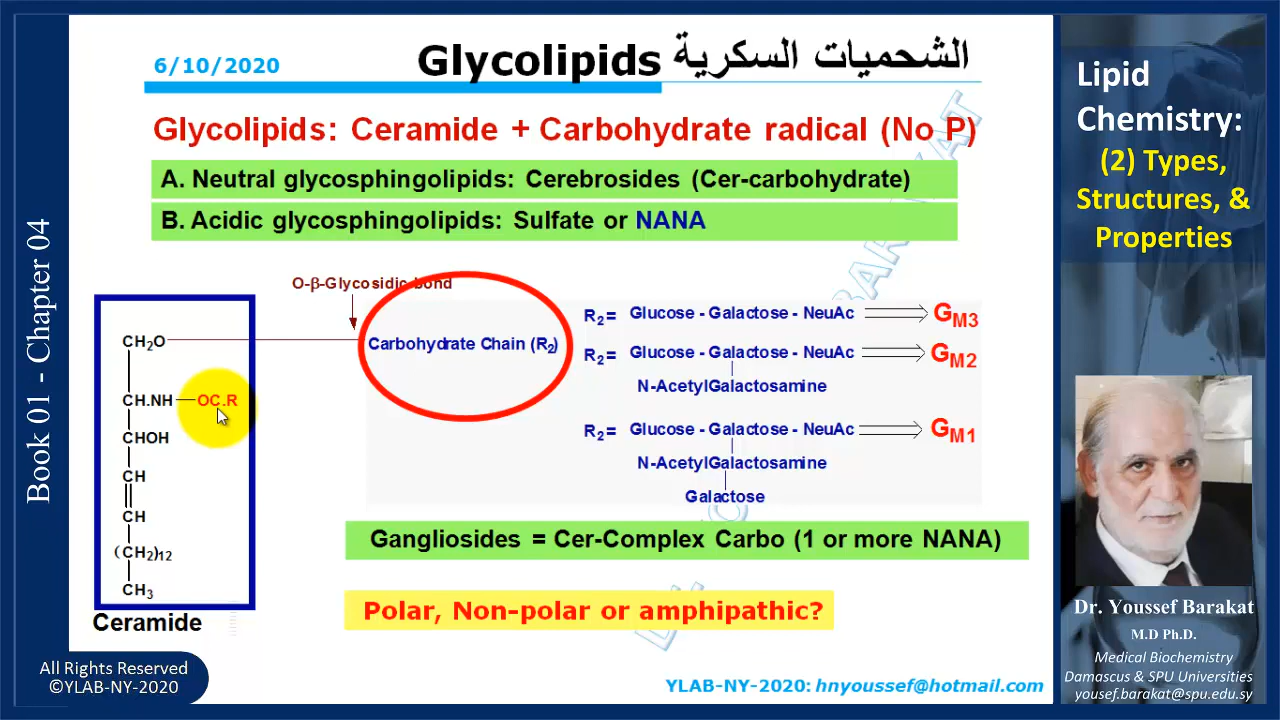 6/10/2020
Glycolipids الشحميات السكرية
Glycolipids: Ceramide + Carbohydrate radical (No P)
A. Neutral glycosphingolipids: Cerebrosides (Cer-carbohydrate)
B. Acidic glycosphingolipids: Sulfate or NANA
O-β-Glycosidic bond
CH₂O
CH.NH—OC.R
CHOH
CH
CH
(CH₂)₁₂
CH₃
Ceramide
Carbohydrate Chain (R₂)
R₂= Glucose - Galactose - NeuAc GM3
R₂= Glucose - Galactose - NeuAc GM2
N-AcetylGalactosamine
R₂= Glucose - Galactose - NeuAc GM1
N-AcetylGalactosamine
Galactose
Gangliosides = Cer-Complex Carbo (1 or more NANA)
Polar, Non-polar or amphipathic?
YLAB-NY-2020: hnyoussef@hotmail.com
Book 01 - Chapter 04
All Rights Reserved
©YLAB-NY-2020
Lipid
Chemistry:
(2) Types,
Structures, &
Properties
Dr. Youssef Barakat
M.D Ph.D.
Medical Biochemistry
Damascus & SPU Universities
yousef.barakat@spu.edu.sy